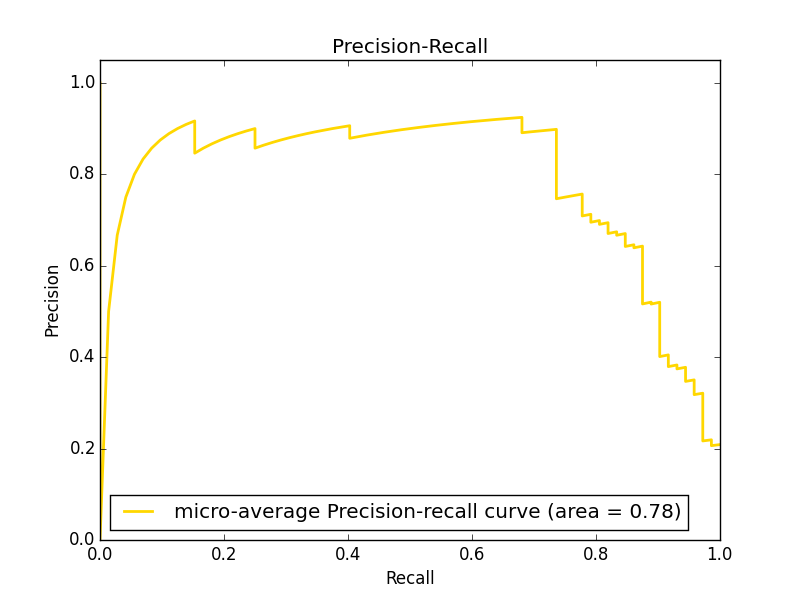 Precision-Recall
1.0
0.8
0.6
0.4
0.2
0.0
Precision
micro-average Precision-recall curve (area = 0.78)
0.0 0.2 0.4 0.6 0.8 1.0
Recall